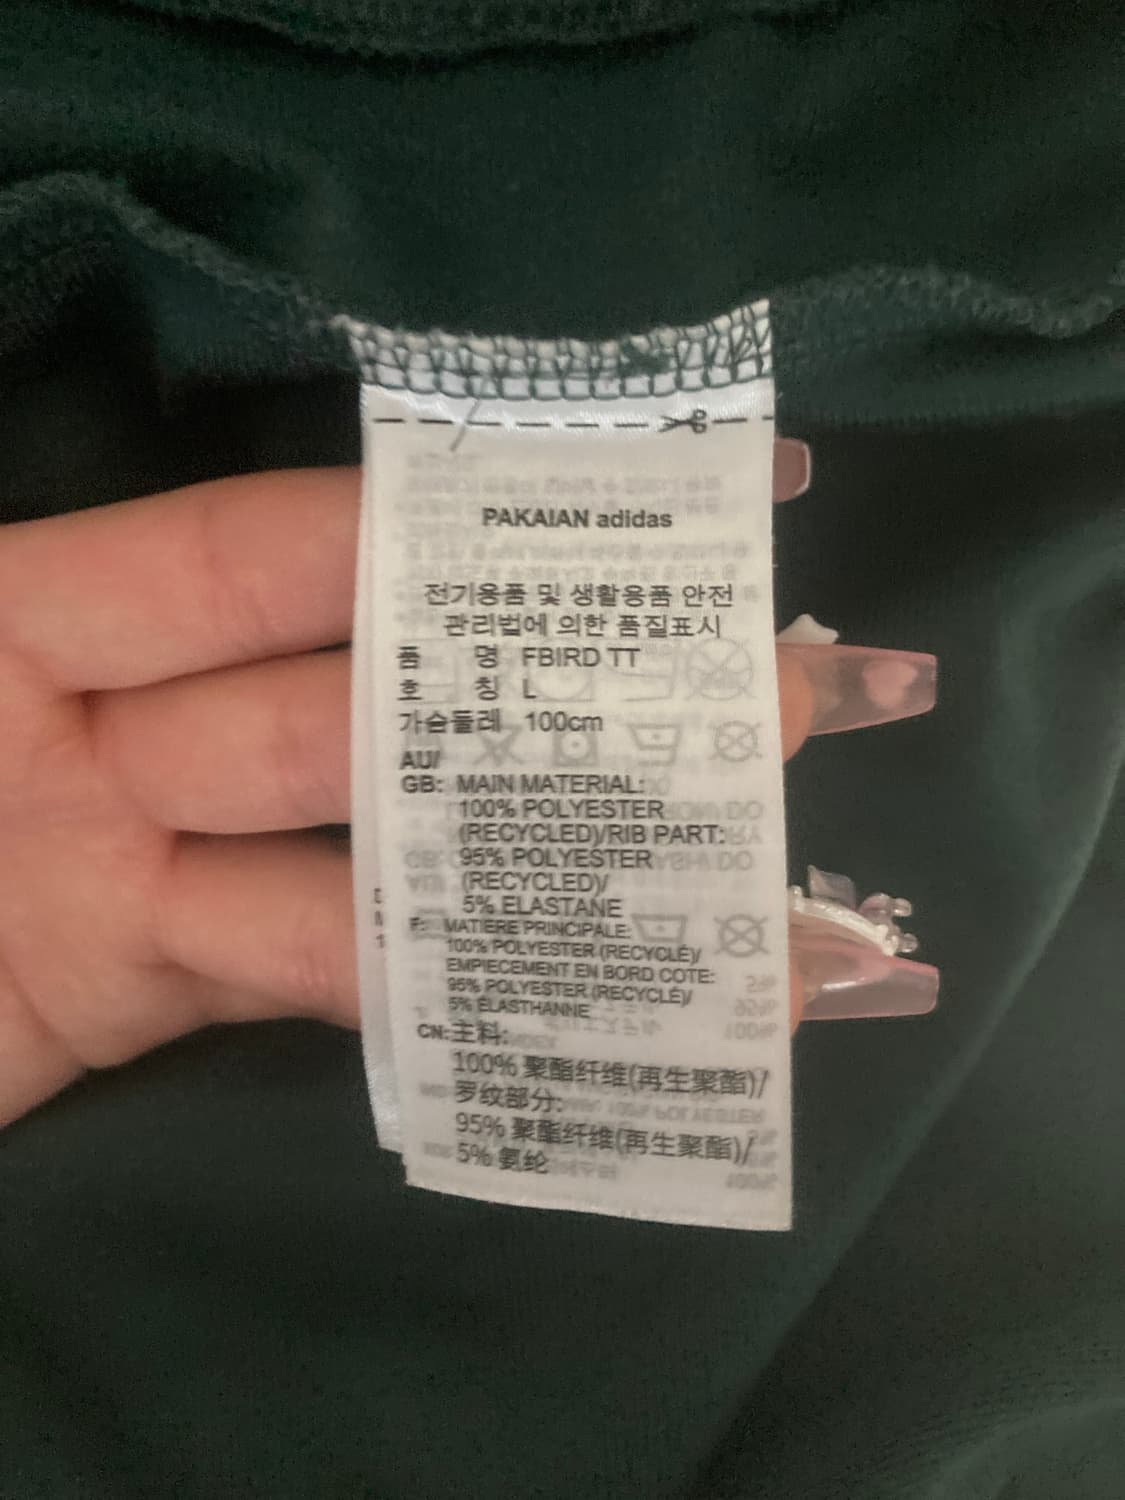 PAKAIAN adidas
전기용품 및 생활용품 안전
관리법에 의한 품질표시
품 명 FBIRD TT
호 칭 L
가슴둘레 100cm
AU/
GB: MAIN MATERIAL:
100% POLYESTER
(RECYCLED)/RIB PART:
95% POLYESTER
(RECYCLED)/
5% ELASTANE
F: MATIERE PRINCIPALE:
100% POLYESTER (RECYCLÉ)/
EMPIECEMENT EN BORD COTE:
95% POLYESTER (RECYCLÉ)/
5% ÉLASTHANNE
CN:主料:
100% 聚酯纤维(再生聚酯)/
罗纹部分:
95% 聚酯纤维(再生聚酯)/
5% 氨纶